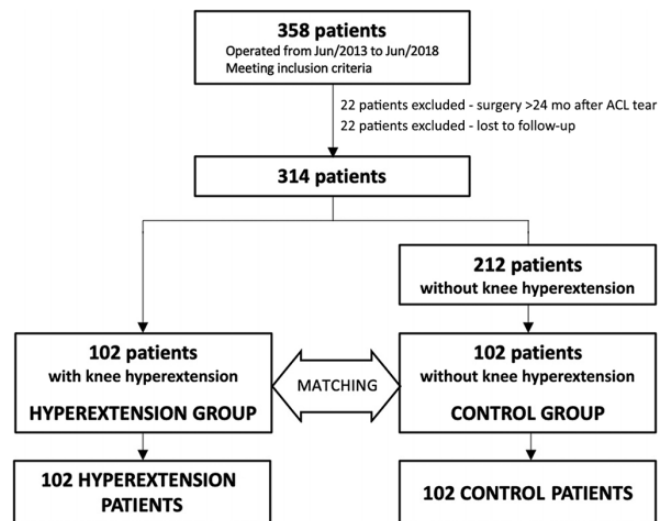 358 patients
Operated from Jun/2013 to Jun/2018
Meeting inclusion criteria
22 patients excluded - surgery >24 mo after ACL tear
22 patients excluded - lost to follow-up
314 patients
212 patients
without knee hyperextension
102 patients
with knee hyperextension
HYPEREXTENSION GROUP
MATCHING
102 patients
without knee hyperextension
CONTROL GROUP
102 HYPEREXTENSION
PATIENTS
102 CONTROL PATIENTS